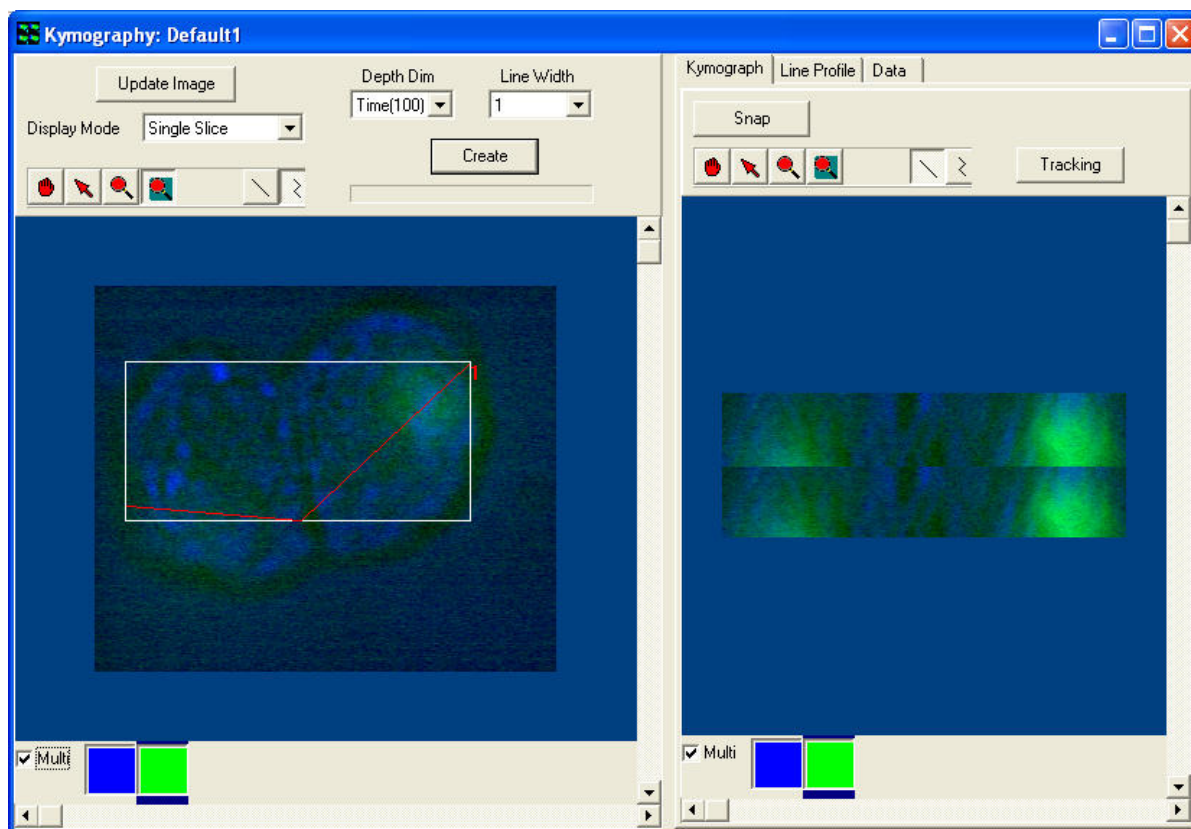 Kymography: Default1
Update Image
Depth Dim
Line Width
Time(100)
1
Display Mode
Single Slice
Create
1
Multi
Kymograph
Line Profile
Data
Snap
Tracking
Multi